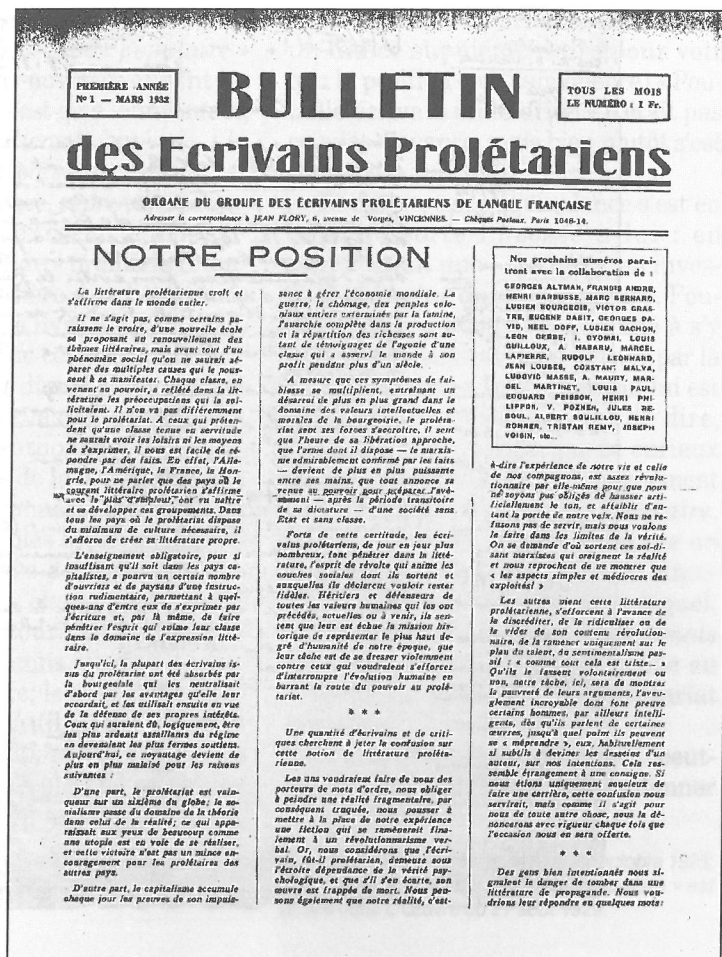 PREMIÈRE ANNÉE
N° 1 — MARS 1932
BULLETIN
TOUS LES MOIS
LE NUMÉRO : 1 Fr.
des Ecrivains Prolétariens
ORGANE DU GROUPE DES ÉCRIVAINS PROLÉTARIENS DE LANGUE FRANÇAISE
Adresser la correspondance à JEAN FLORY, 6, avenue de Vorges, VINCENNES. — Chèques Postaux. Paris 1048-14.
NOTRE POSITION
La littérature prolétarienne croît et
s'affirme dans le monde entier.
Il ne s'agit pas, comme certains pa-
raissent le croire, d'une nouvelle école
se proposant un renouvellement des
thèmes littéraires, mais avant tout d'un
phénomène social qu'on ne saurait sé-
parer des multiples causes qui le pous-
sent à se manifester. Chaque classe, en
venant au pouvoir, a reflété dans la lit-
térature les préoccupations qui la sol-
licitaient. Il n'en va pas différemment
pour le prolétariat. A ceux qui préten-
dent qu'une classe tenue en servitude
ne saurait avoir les loisirs ni les moyens
de s'exprimer, il nous est facile de ré-
pondre par des faits. En effet, l'Alle-
magne, l'Amérique, la France, la Hon-
grie, pour ne parler que des pays où le
courant littéraire prolétarien s'affirme
avec le plus d'ampleur, ont vu naître
et se développer ces groupements. Dans
tous les pays où le prolétariat dispose
du minimum de culture nécessaire, il
s'efforce de créer sa littérature propre.
L'enseignement obligatoire, pour si
insuffisant qu'il soit dans les pays ca-
pitalistes, a pourvu un certain nombre
d'ouvriers et de paysans d'une instruc-
tion rudimentaire, permettant à quel-
ques-uns d'entre eux de s'exprimer par
l'écriture et, par là même, de faire
pénétrer l'esprit qui anime leur classe
dans le domaine de l'expression litté-
raire.
Jusqu'ici, la plupart des écrivains is-
sus du prolétariat ont été absorbés par
la bourgeoisie qui les neutralisait
d'abord par les avantages qu'elle leur
accordait, et les utilisait ensuite en vue
de la défense de ses propres intérêts.
Ceux qui auraient dû, logiquement, être
les plus ardents assaillants du régime
en devenaient les plus fermes soutiens.
Aujourd'hui, ce noyautage devient de
plus en plus malaisé pour les raisons
suivantes :
D'une part, le prolétariat est vain-
queur sur un sixième du globe; le so-
cialisme passe du domaine de la théorie
dans celui de la réalité; ce qui appa-
raissait aux yeux de beaucoup comme
une utopie est en voie de se réaliser,
et cette victoire n'est pas un mince en-
couragement pour les prolétaires des
autres pays.
D'autre part, le capitalisme accumule
chaque jour les preuves de son impuis-
sance à gérer l'économie mondiale. La
guerre, le chômage, des peuples colo-
niaux entiers exterminés par la famine,
l'anarchie complète dans la production
et la répartition des richesses sont au-
tant de témoignages de l'agonie d'une
classe qui a asservi le monde à son
profit pendant plus d'un siècle.
A mesure que ces symptômes de fai-
blesse se multiplient, entraînant un
désarroi de plus en plus grand dans le
domaine des valeurs intellectuelles et
morales de la bourgeoisie, le proléta-
riat sent ses forces s'accroître, il sent
que l'heure de sa libération approche,
que l'arme dont il dispose — le marxis-
me admirablement confirmé par les faits
— devient de plus en plus puissante
entre ses mains, que tout annonce sa
venue au pouvoir pour préparer l'avè-
nement — après la période transitoire
de sa dictature — d'une société sans
Etat et sans classe.
Forts de cette certitude, les écri-
vains prolétariens, de jour en jour plus
nombreux, font pénétrer dans la litté-
rature, l'esprit de révolte qui anime les
couches sociales dont ils sortent et
auxquelles ils déclarent vouloir rester
fidèles. Héritiers et défenseurs de
toutes les valeurs humaines qui les ont
précédés, actuelles ou à venir, ils sen-
tent que leur est échue la mission his-
torique de représenter le plus haut de-
gré d'humanité de notre époque, que
leur tâche est de se dresser violemment
contre ceux qui voudraient s'efforcer
d'interrompre l'évolution humaine en
barrant la route du pouvoir au prolé-
tariat.
* * *
Une quantité d'écrivains et de criti-
ques cherchent à jeter la confusion sur
cette notion de littérature proléta-
rienne.
Les uns voudraient faire de nous des
porteurs de mots d'ordre, nous obliger
à peindre une réalité fragmentaire, par
conséquent truquée, nous pousser à
mettre à la place de notre expérience
une fiction qui se ramènerait fina-
lement à un révolutionnarisme ver-
bal. Or, nous considérons que l'écri-
vain, fût-il prolétarien, demeure sous
l'étroite dépendance de la vérité psy-
chologique, et que s'il s'en écarte, son
œuvre est frappée de mort. Nous pen-
sons également que notre réalité, c'est-
Nos prochains numéros parai-
tront avec la collaboration de :
GEORGES ALTMAN, FRANCIS ANDRE,
HENRI BARBUSSE, MARC BERNARD,
LUCIEN BOURGEOIS, VICTOR CRAS-
TRE, EUGENE DABIT, GEORGES DA-
VID, NEEL DOFF, LUCIEN GACHON,
LEON GERBE, I. GYOMAI, LOUIS
GUILLOUX, A. HABARU, MARCEL
LAPIERRE, RUDOLF LEONHARD,
JEAN LOUBES, CONSTANT MALVA,
LUDOVIC MASSE, A. MAURY, MAR-
CEL MARTINET, LOUIS PAUL,
EDOUARD PEISSON, HENRI PHI-
LIPPON, V. POZNER, JULES RE-
BOUL, ALBERT SOULILLOU, HENRI
RONNER, TRISTAN REMY, JOSEPH
VOISIN, etc...
à-dire l'expérience de notre vie et celle
de nos compagnons, est assez révolu-
tionnaire par elle-même pour que nous
ne soyons pas obligés de hausser arti-
ficiellement le ton, et affaiblir d'au-
tant la portée de notre voix. Nous ne re-
fusons pas de servir, mais nous voulons
le faire dans les limites de la vérité.
On se demande d'où sortent ces soi-di-
sant marxistes qui craignent la réalité
et nous reprochent de ne montrer que
« les aspects simples et médiocres des
exploités! »
Les autres nient cette littérature
prolétarienne, s'efforcent à l'avance de
la discréditer, de la ridiculiser ou de
la vider de son contenu révolution-
naire, de la ramener uniquement sur le
plan du talent, du sentimentalisme pas-
sif : « comme tout cela est triste... »
Qu'ils le fassent volontairement ou
non, notre tâche, ici, sera de montrer
la pauvreté de leurs arguments, l'aveu-
glement incroyable dont font preuve
certains hommes, par ailleurs intelli-
gents, dès qu'ils parlent de certaines
œuvres, jusqu'à quel point ils peuvent
se « méprendre », eux, habituellement
si subtils à deviner les desseins d'un
auteur, sur nos intentions. Cela res-
semble étrangement à une consigne. Si
nous étions uniquement soucieux de
faire une carrière, cette confusion nous
servirait, mais comme il s'agit pour
nous de toute autre chose, nous la dé-
noncerons avec vigueur chaque fois que
l'occasion nous en sera offerte.
* * *
Des gens bien intentionnés nous si-
gnalent le danger de tomber dans une
littérature de propagande. Nous vou-
drions leur répondre en quelques mots: